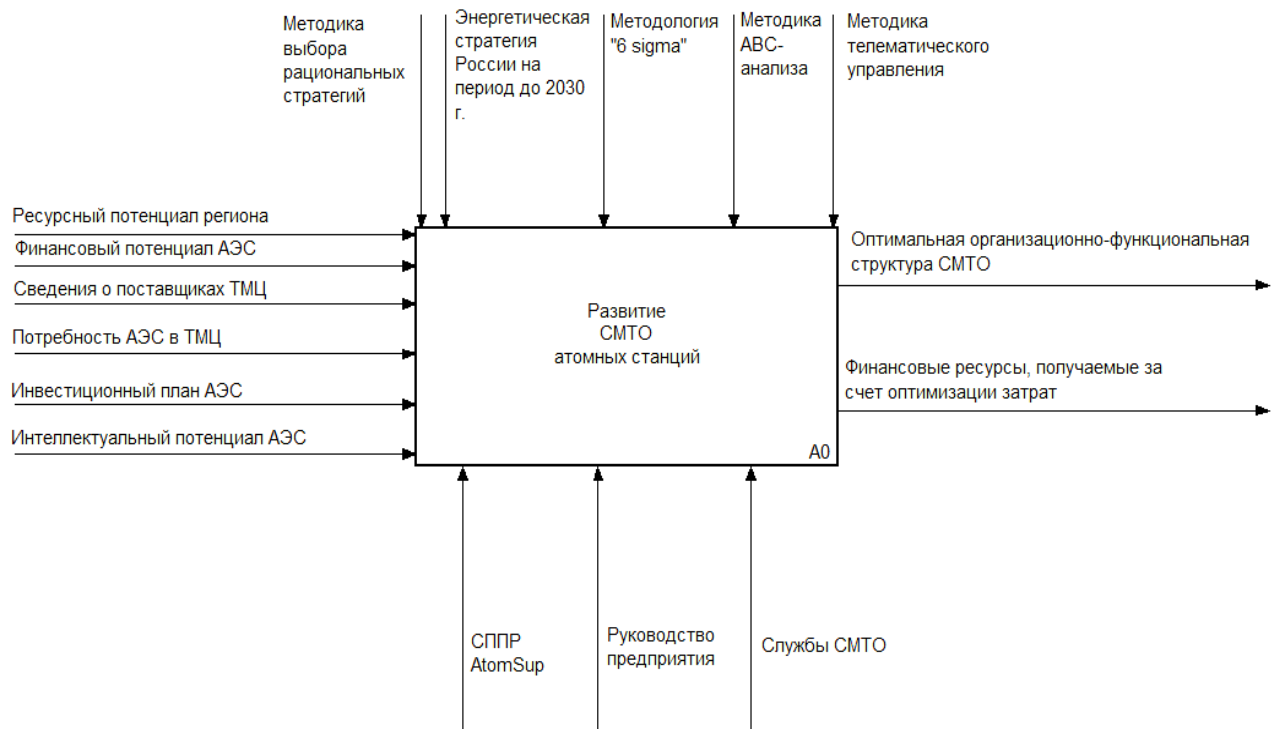 Методика
выбора
рациональных
стратегий
Энергетическая
стратегия
России на
период до 2030
г.
Методология
"6 sigma"
Методика
ABC-
анализа
Методика
телематического
управления
Ресурсный потенциал региона
Финансовый потенциал АЭС
Сведения о поставщиках ТМЦ
Потребность АЭС в ТМЦ
Инвестиционный план АЭС
Интеллектуальный потенциал АЭС
Развитие
СМТО
атомных станций
A0
Оптимальная организационно-функциональная
структура СМТО
Финансовые ресурсы, получаемые за
счет оптимизации затрат
СППР
AtomSup
Руководство
предприятия
Службы СМТО